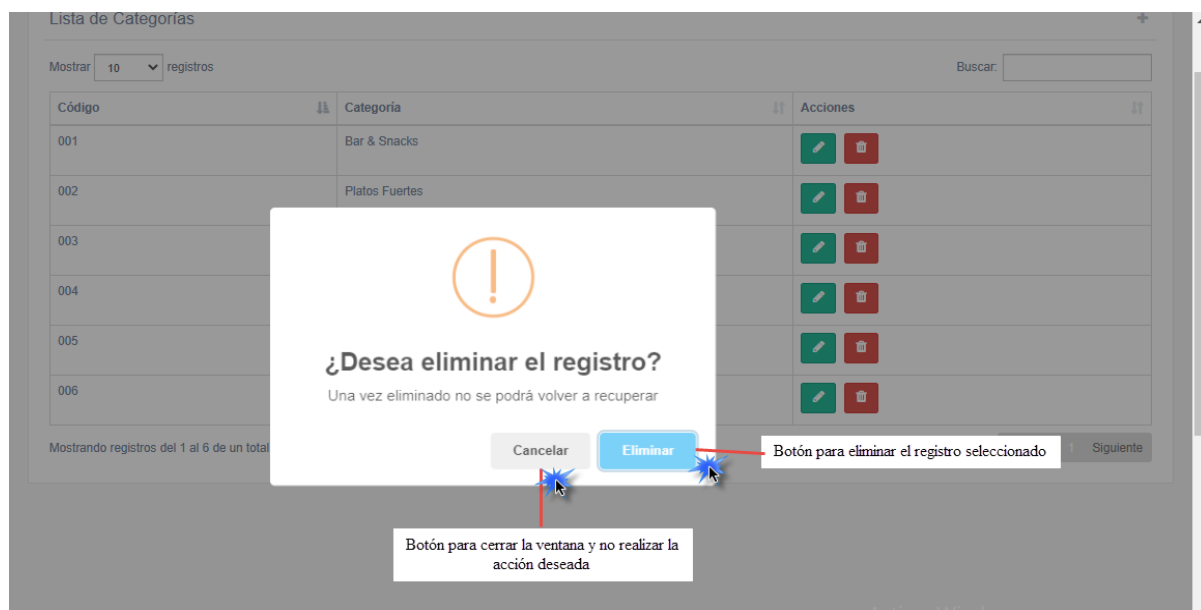 Lista de Categorías
Mostrar 10 registros Buscar:
Código Categoría Acciones
001 Bar & Snacks
002 Platos Fuertes
003
004
005
006
¿Desea eliminar el registro?
Una vez eliminado no se podrá volver a recuperar
Cancelar Eliminar
Botón para eliminar el registro seleccionado
Mostrando registros del 1 al 6 de un total 1 Siguiente
Botón para cerrar la ventana y no realizar la
acción deseada